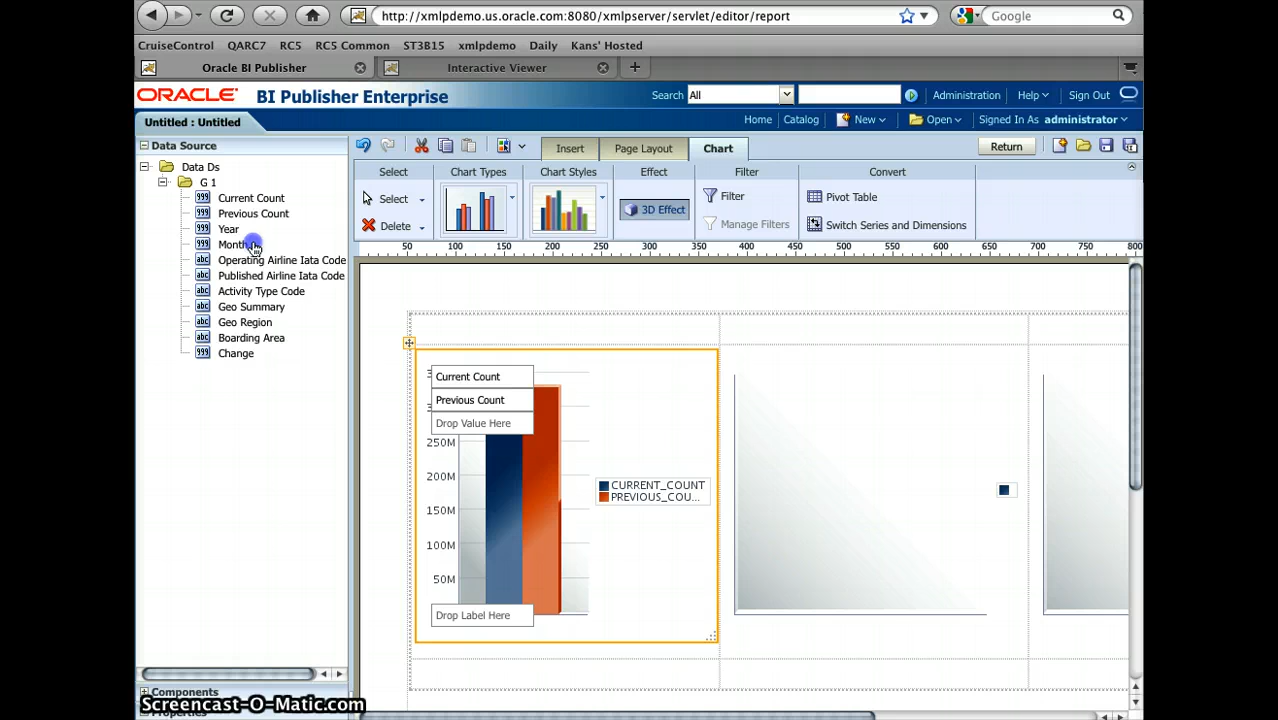 http://xmlpdemo.us.oracle.com:8080/xmlpserver/servlet/editor/report
Google
CruiseControl QARC7 RC5 RC5 Common ST3B15 xmlpdemo Daily Kans' Hosted
Oracle BI Publisher Interactive Viewer
ORACLE BI Publisher Enterprise Search All Administration Help Sign Out
Untitled : Untitled Home Catalog New Open Signed In As administrator
Data Source
Insert Page Layout Chart Return
Data Ds
G 1
Current Count
Previous Count
Year
Month
Operating Airline Iata Code
Published Airline Iata Code
Activity Type Code
Geo Summary
Geo Region
Boarding Area
Change
Select Chart Types Chart Styles Effect Filter Convert
Select 3D Effect Filter Pivot Table
Delete Manage Filters Switch Series and Dimensions
50 100 150 200 250 300 350 400 450 500 550 600 650 700 750 800
Current Count
Previous Count
Drop Value Here
250M
200M
150M
100M
50M
CURRENT_COUNT
PREVIOUS_COU...
Drop Label Here
Components
Screencast-O-Matic.com